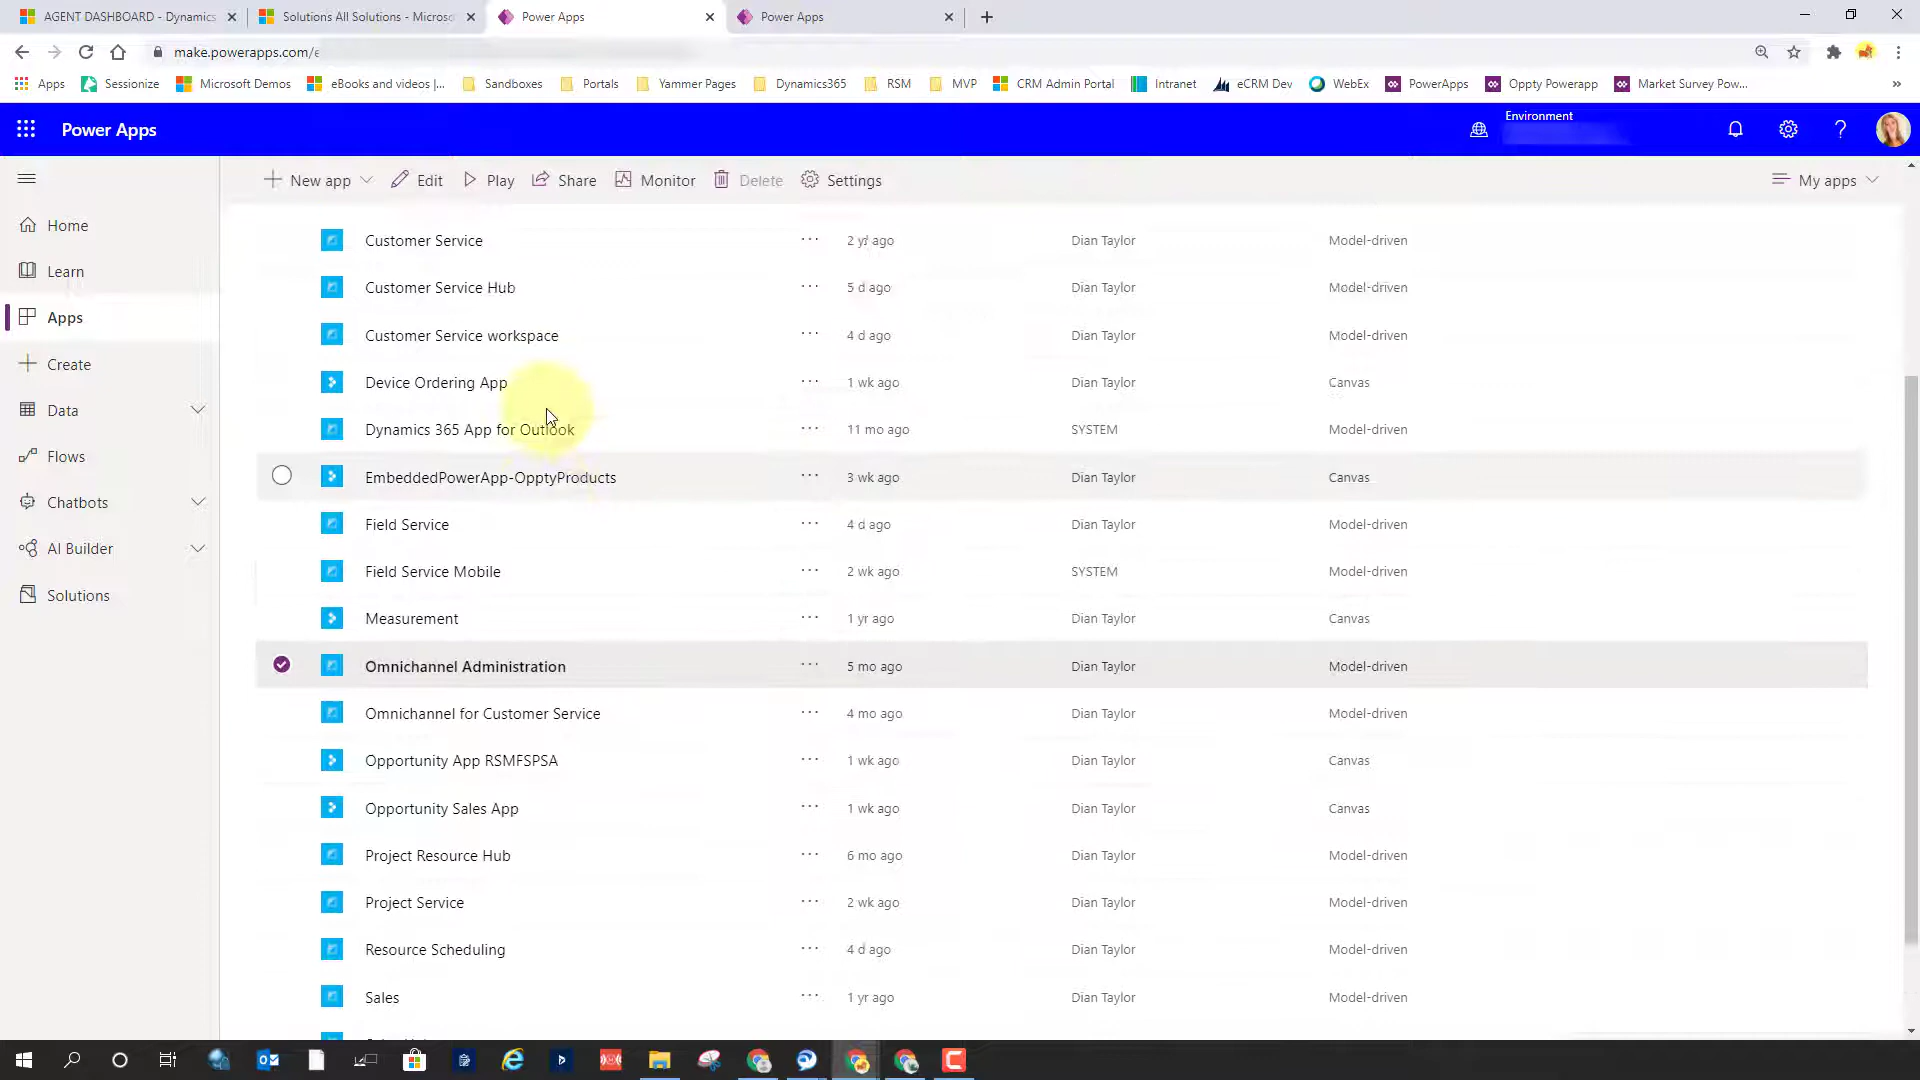 AGENT DASHBOARD - Dynamics
Solutions All Solutions - Microso
Power Apps
Power Apps
make.powerapps.com/e
Apps
Sessionize
Microsoft Demos
eBooks and videos |...
Sandboxes
Portals
Yammer Pages
Dynamics365
RSM
MVP
CRM Admin Portal
Intranet
eCRM Dev
WebEx
PowerApps
Oppty Powerapp
Market Survey Pow...
Power Apps
Environment
New app
Edit
Play
Share
Monitor
Delete
Settings
My apps
Home
Learn
Apps
Create
Data
Flows
Chatbots
AI Builder
Solutions
Customer Service ... 2 yr ago Dian Taylor Model-driven
Customer Service Hub ... 5 d ago Dian Taylor Model-driven
Customer Service workspace ... 4 d ago Dian Taylor Model-driven
Device Ordering App ... 1 wk ago Dian Taylor Canvas
Dynamics 365 App for Outlook ... 11 mo ago SYSTEM Model-driven
EmbeddedPowerApp-OpptyProducts ... 3 wk ago Dian Taylor Canvas
Field Service ... 4 d ago Dian Taylor Model-driven
Field Service Mobile ... 2 wk ago SYSTEM Model-driven
Measurement ... 1 yr ago Dian Taylor Canvas
Omnichannel Administration ... 5 mo ago Dian Taylor Model-driven
Omnichannel for Customer Service ... 4 mo ago Dian Taylor Model-driven
Opportunity App RSMFSPSA ... 1 wk ago Dian Taylor Canvas
Opportunity Sales App ... 1 wk ago Dian Taylor Canvas
Project Resource Hub ... 6 mo ago Dian Taylor Model-driven
Project Service ... 2 wk ago Dian Taylor Model-driven
Resource Scheduling ... 4 d ago Dian Taylor Model-driven
Sales ... 1 yr ago Dian Taylor Model-driven